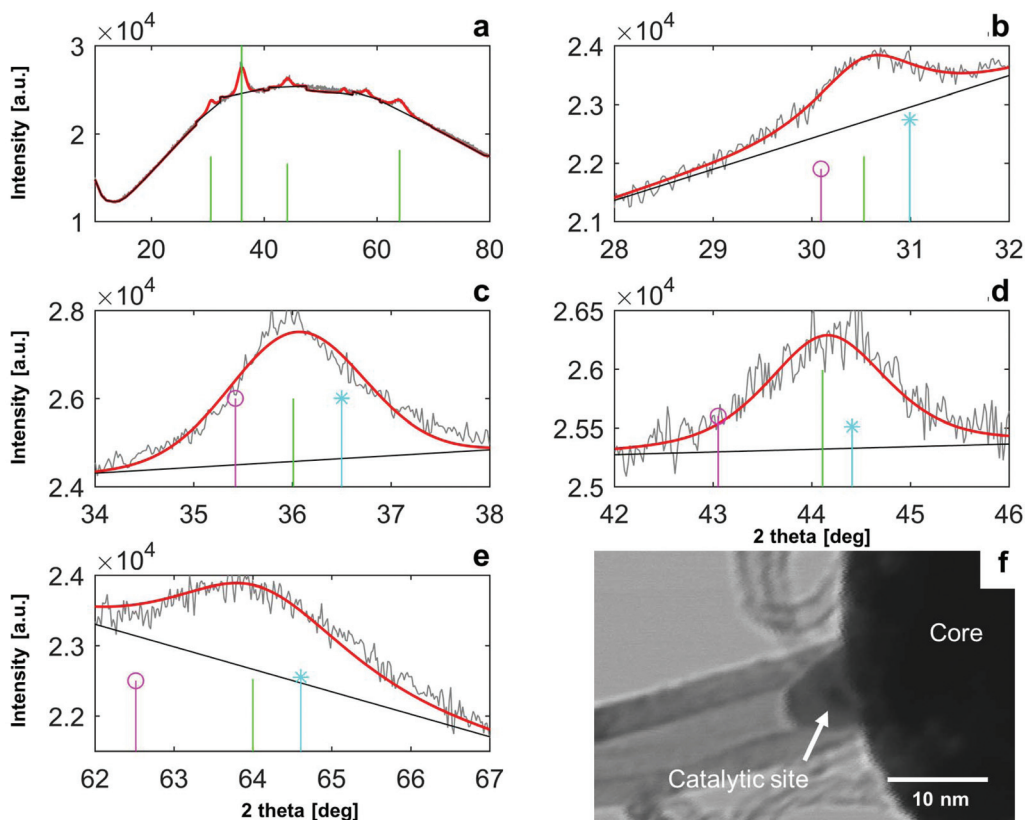 ×10⁴
a
3
2
1
20 40 60 80
Intensity [a.u.]
×10⁴
b
2.4
2.3
2.2
2.1
28 29 30 31 32
×10⁴
c
2.8
2.6
2.4
34 35 36 37 38
Intensity [a.u.]
×10⁴
d
2.65
2.6
2.55
2.5
42 43 44 45 46
2 theta [deg]
×10⁴
e
2.4
2.3
2.2
62 63 64 65 66 67
Intensity [a.u.]
2 theta [deg]
f
Core
Catalytic site
10 nm